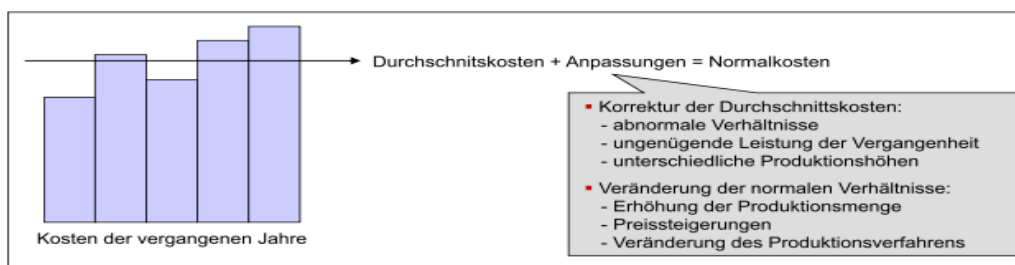 Durchschnitskosten + Anpassungen = Normalkosten
▪ Korrektur der Durchschnittskosten:
- abnormale Verhältnisse
- ungenügende Leistung der Vergangenheit
- unterschiedliche Produktionshöhen
▪ Veränderung der normalen Verhältnisse:
- Erhöhung der Produktionsmenge
- Preissteigerungen
- Veränderung des Produktionsverfahrens
Kosten der vergangenen Jahre